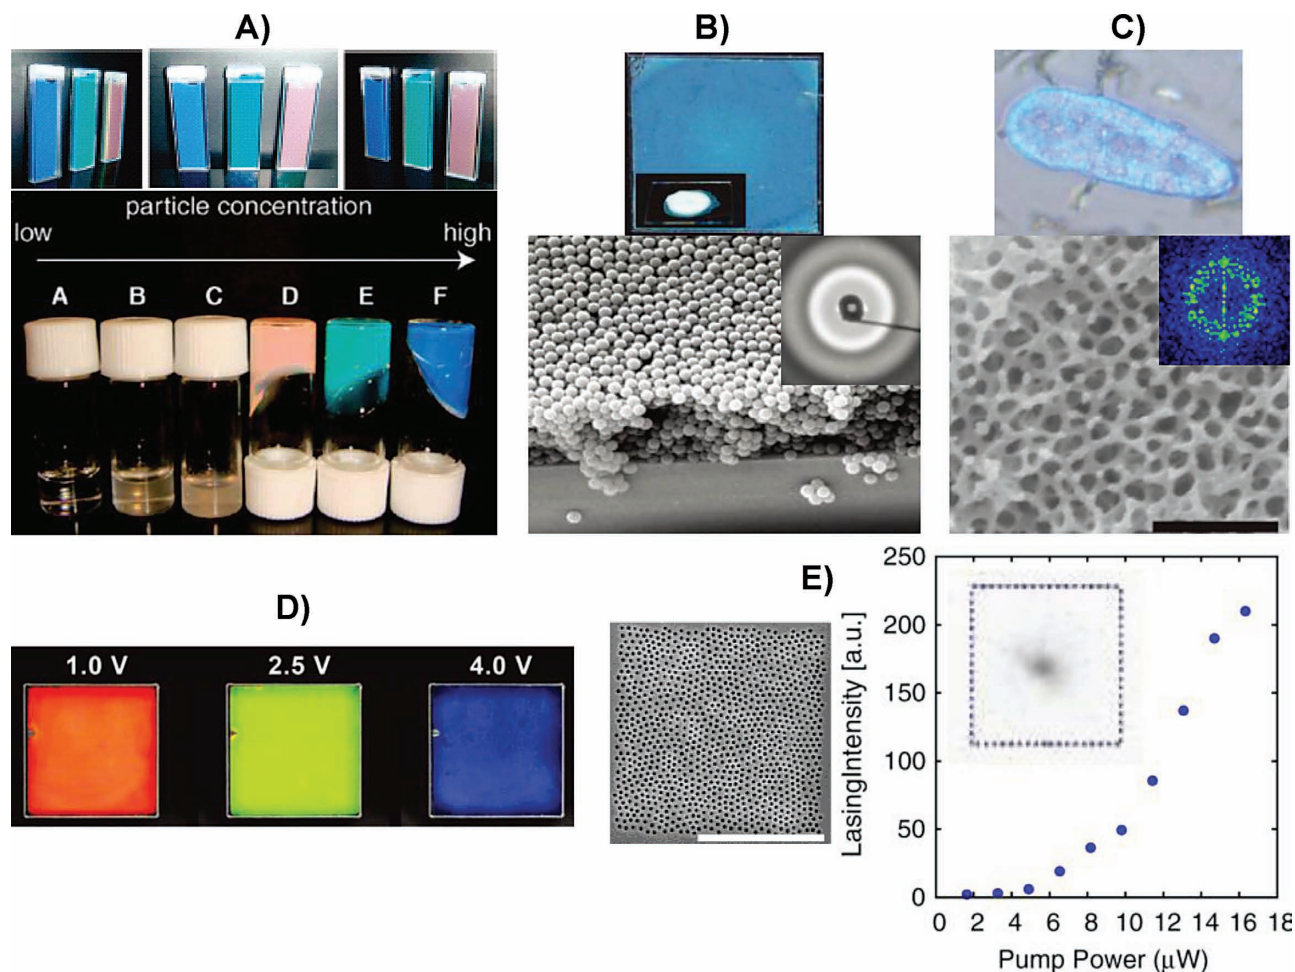 A)
B)
C)
particle concentration
low high
A B C D E F
D)
1.0 V 2.5 V 4.0 V
E)
250
200
150
100
50
0
0 2 4 6 8 10 12 14 16 18
LasingIntensity [a.u.]
Pump Power (μW)